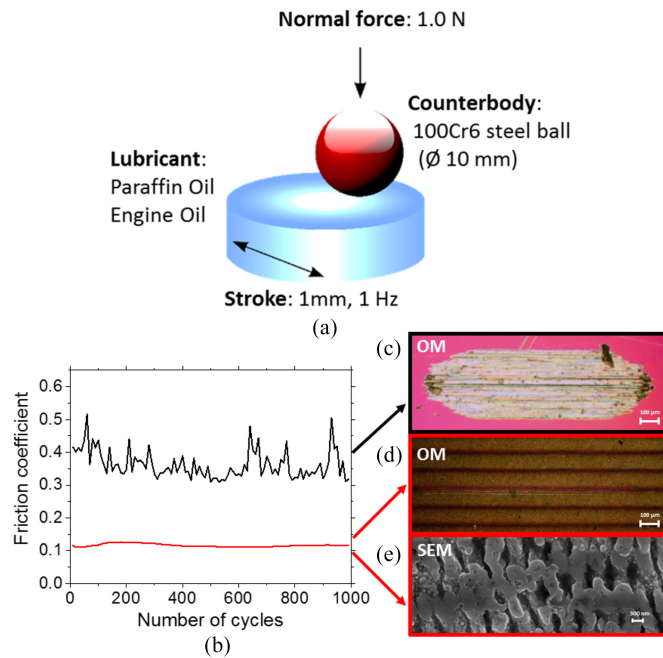 Normal force: 1.0 N
Counterbody:
100Cr6 steel ball
(Ø 10 mm)
Lubricant:
Paraffin Oil
Engine Oil
Stroke: 1mm, 1 Hz
(a)
Friction coefficient
0.6
0.5
0.4
0.3
0.2
0.1
0.0
0 200 400 600 800 1000
Number of cycles
(b)
(c)
OM
100 µm
(d)
OM
100 µm
(e)
SEM
300 nm